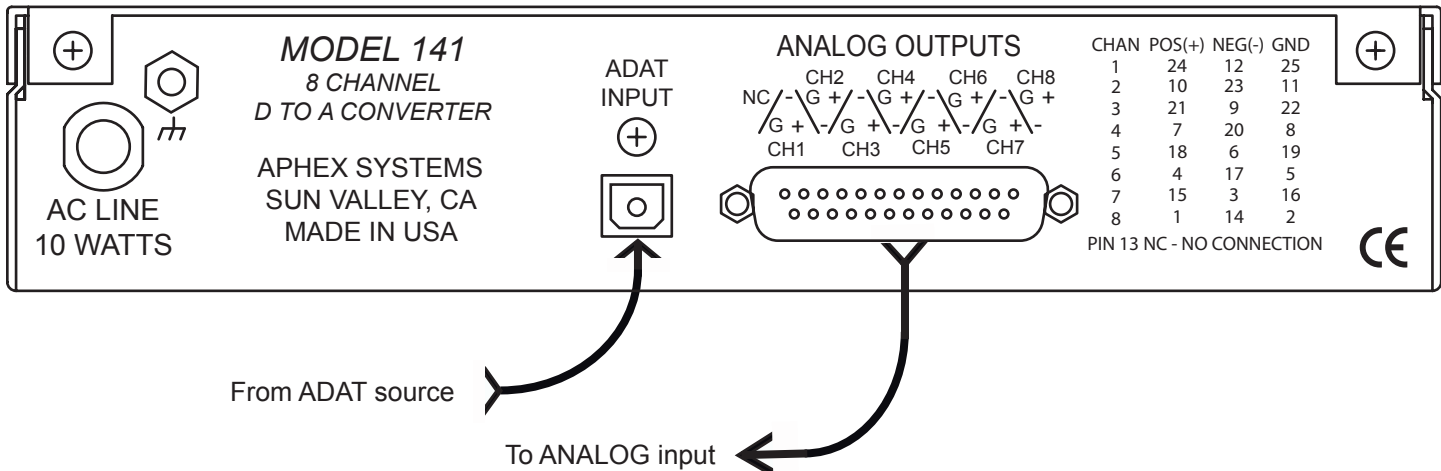 MODEL 141
8 CHANNEL
D TO A CONVERTER
APHEX SYSTEMS
SUN VALLEY, CA
MADE IN USA
AC LINE
10 WATTS
ADAT
INPUT
ANALOG OUTPUTS
CH2 CH4 CH6 CH8
NC - G + - G + - G + - G +
G + - G + - G + - G + -
CH1 CH3 CH5 CH7
CHAN POS(+) NEG(-) GND
1 24 12 25
2 10 23 11
3 21 9 22
4 7 20 8
5 18 6 19
6 4 17 5
7 15 3 16
8 1 14 2
PIN 13 NC - NO CONNECTION
CE
From ADAT source
To ANALOG input